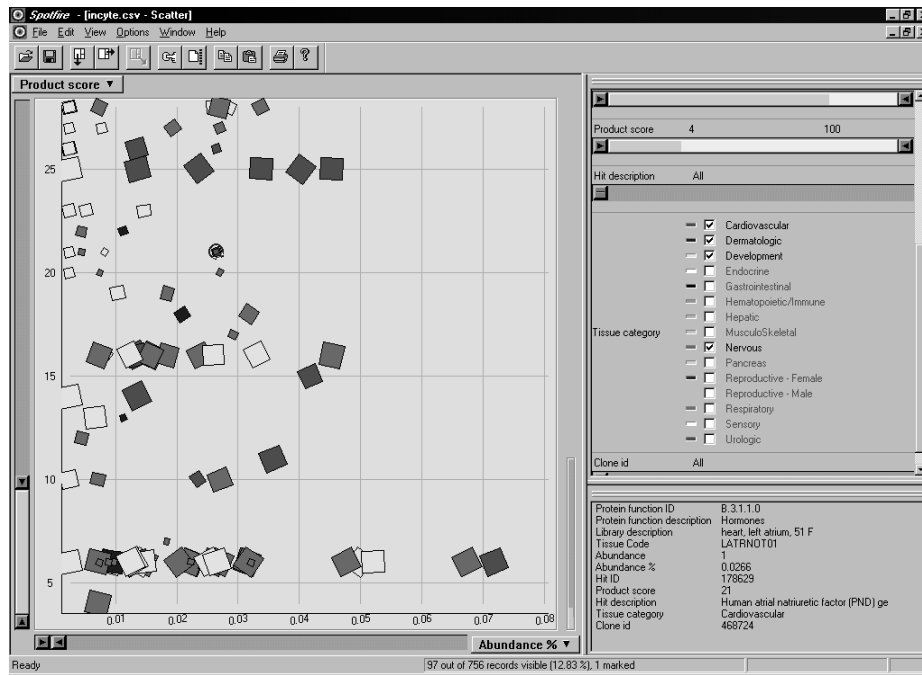 Spotfire - [incyte.csv - Scatter]
File Edit View Options Window Help
Product score ▼
25
20
15
10
5
0.01 0.02 0.03 0.04 0.05 0.06 0.07 0.08
Abundance % ▼
Product score 4 100
Hit description All
Tissue category
Cardiovascular
Dermatologic
Development
Endocrine
Gastrointestinal
Hematopoietic/Immune
Hepatic
MusculoSkeletal
Nervous
Pancreas
Reproductive - Female
Reproductive - Male
Respiratory
Sensory
Urologic
Clone id All
Protein function ID B.3.1.1.0
Protein function description Hormones
Library description heart, left atrium, 51 F
Tissue Code LATRNOT01
Abundance 1
Abundance % 0.0266
Hit ID 178629
Product score 21
Hit description Human atrial natriuretic factor (PND) ge
Tissue category Cardiovascular
Clone id 468724
Ready
97 out of 756 records visible (12.83 %), 1 marked